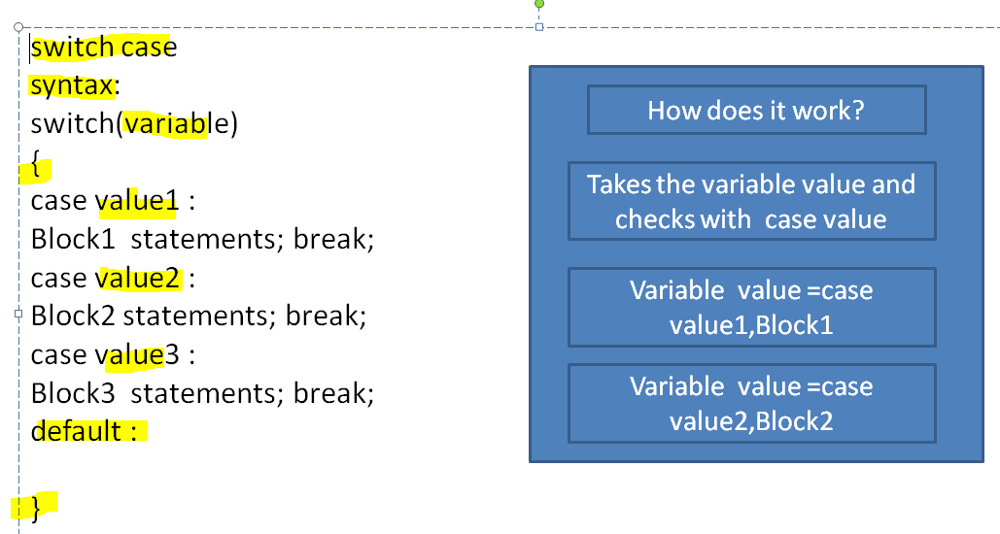 switch case
syntax:
switch(variable)
{
case value1 :
Block1 statements; break;
case value2 :
Block2 statements; break;
case value3 :
Block3 statements; break;
default :
}
How does it work?
Takes the variable value and
checks with case value
Variable value =case
value1,Block1
Variable value =case
value2,Block2